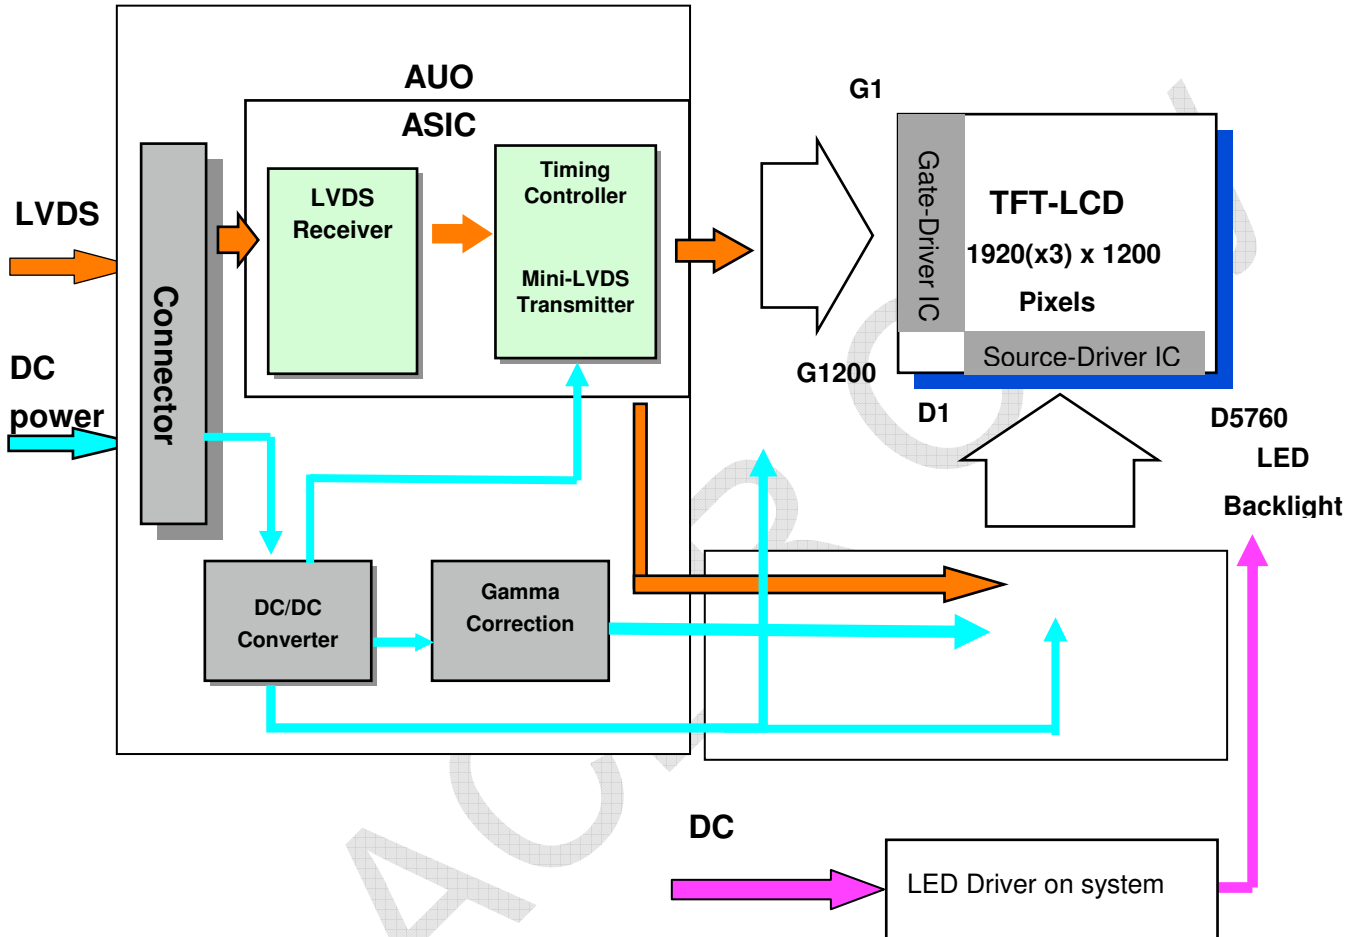 AUO
ASIC
G1
LVDS
Connector
LVDS
Receiver
Timing
Controller
Mini-LVDS
Transmitter
Gate-Driver IC
TFT-LCD
1920(x3) x 1200
Pixels
Source-Driver IC
DC
power
G1200
D1
D5760
LED
Backlight
DC/DC
Converter
Gamma
Correction
DC
LED Driver on system